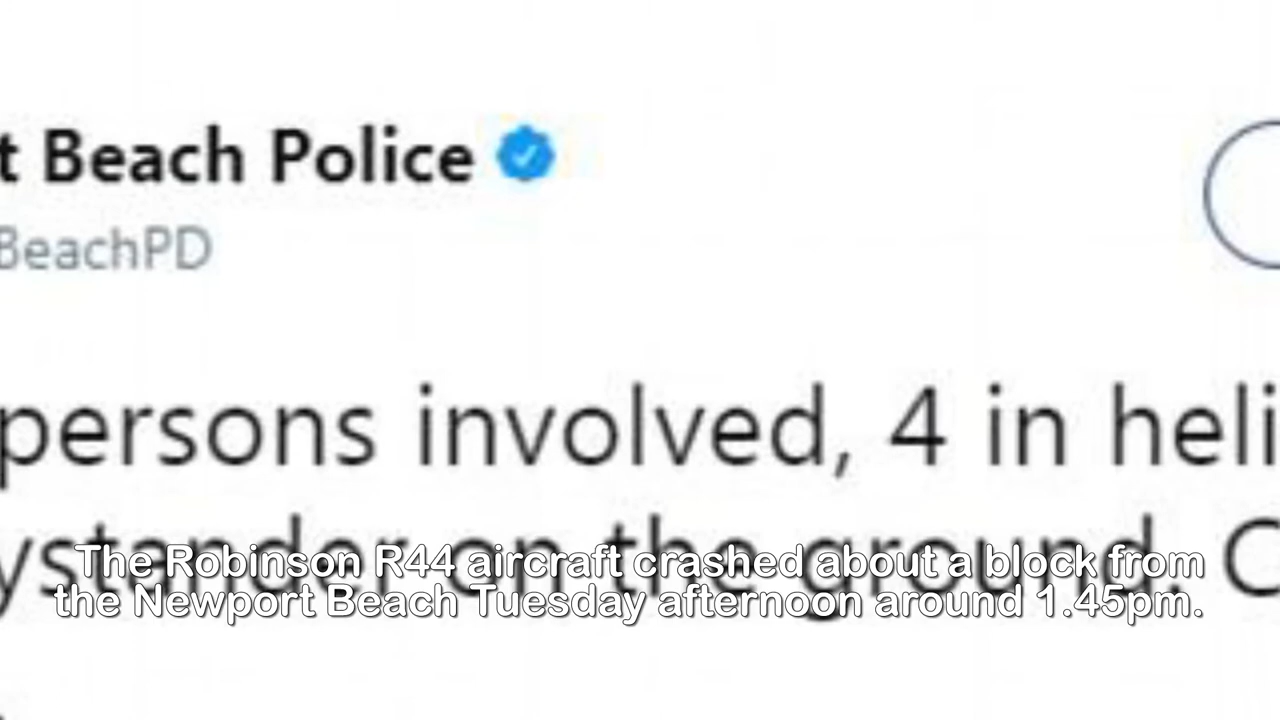 t Beach Police
BeachPD
persons involved, 4 in heli
ystander on the ground. C
The Robinson R44 aircraft crashed about a block from
the Newport Beach Tuesday afternoon around 1.45pm.